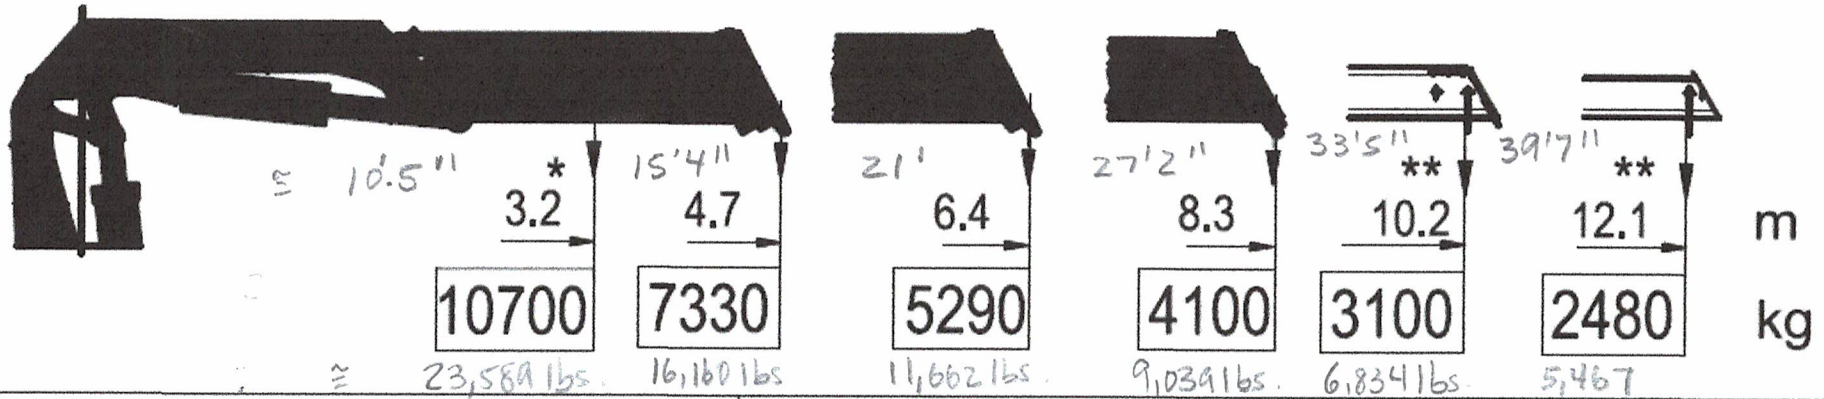 ≅ 10'.5" * 15'4" 21' 27'2" 33'5" ** 39'7" **
3.2 4.7 6.4 8.3 10.2 12.1 m
10700 7330 5290 4100 3100 2480 kg
≅ 23,589 lbs. 16,160 lbs 11,662 lbs. 9,039 lbs. 6,834 lbs. 5,467